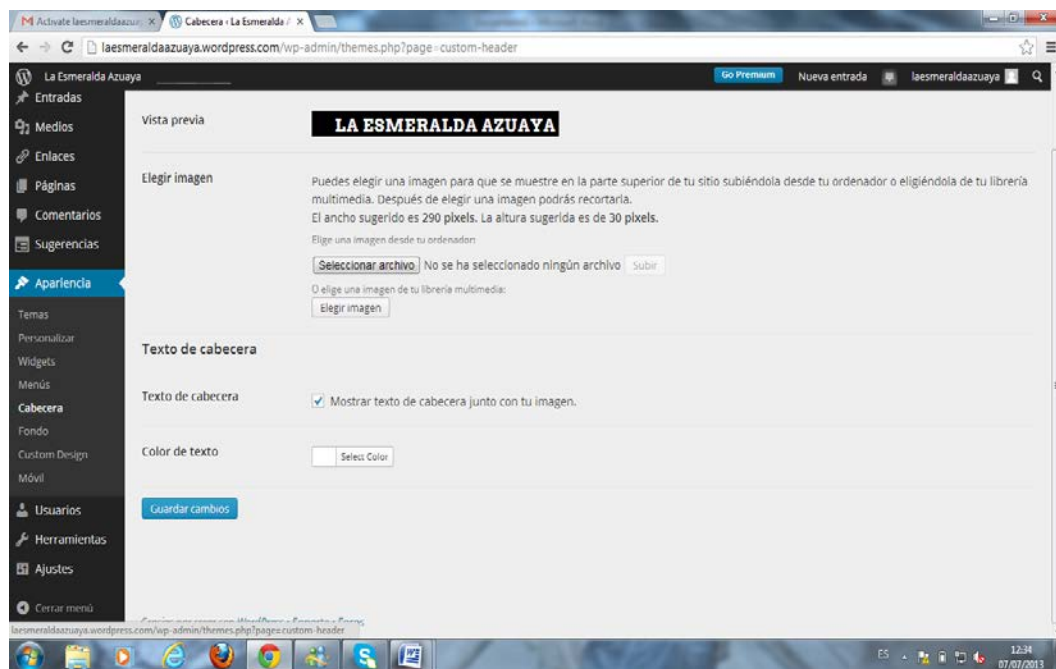 Activate laesmeraldaazur
Cabecera ‹ La Esmeralda A
laesmeraldaazuaya.wordpress.com/wp-admin/themes.php?page=custom-header
La Esmeralda Azuaya
Go Premium
Nueva entrada
laesmeraldaazuaya
Entradas
Medios
Enlaces
Páginas
Comentarios
Sugerencias
Apariencia
Temas
Personalizar
Widgets
Menús
Cabecera
Fondo
Custom Design
Móvil
Usuarios
Herramientas
Ajustes
Cerrar menú
Vista previa
LA ESMERALDA AZUAYA
Elegir imagen
Puedes elegir una imagen para que se muestre en la parte superior de tu sitio subiéndola desde tu ordenador o eligiéndola de tu librería
multimedia. Después de elegir una imagen podrás recortarla.
El ancho sugerido es 290 pixels. La altura sugerida es de 30 pixels.
Elige una imagen desde tu ordenador:
Seleccionar archivo No se ha seleccionado ningún archivo Subir
O elige una imagen de tu librería multimedia:
Elegir imagen
Texto de cabecera
Texto de cabecera
Mostrar texto de cabecera junto con tu imagen.
Color de texto
Select Color
Guardar cambios
laesmeraldaazuaya.wordpress.com/wp-admin/themes.php?page=custom-header
ES
12:34
07/07/2013